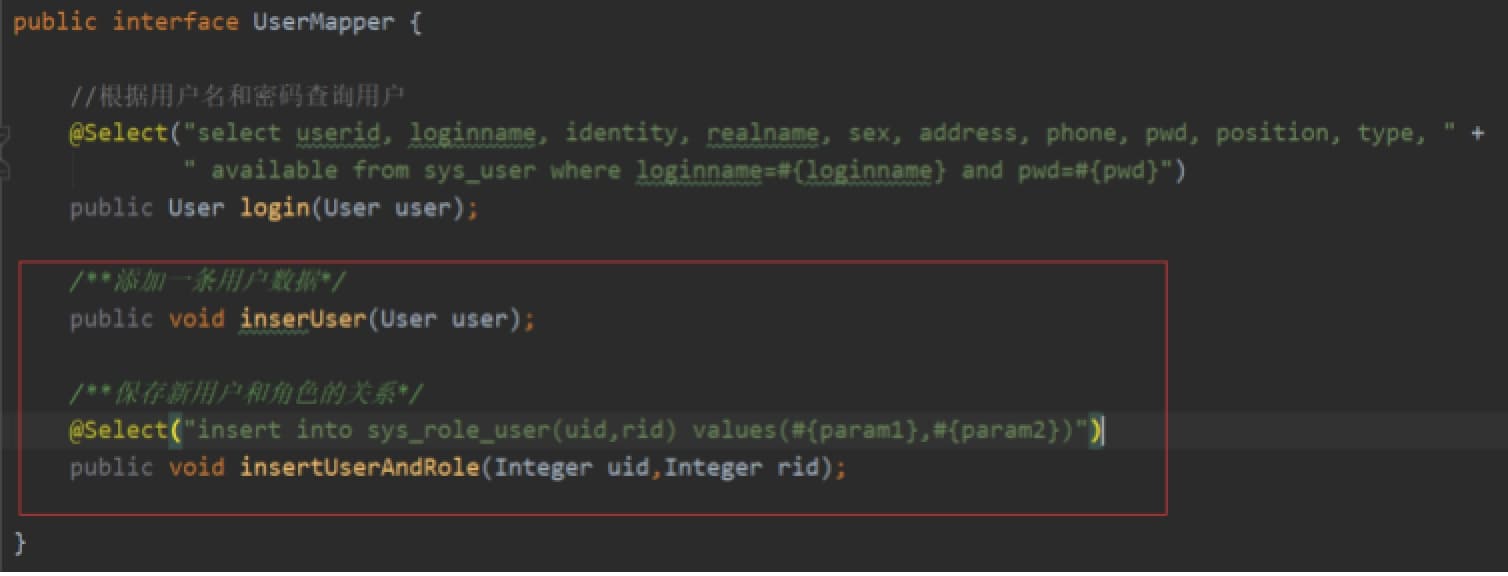 public interface UserMapper {
//根据用户名和密码查询用户
@Select("select userid, loginname, identity, realname, sex, address, phone, pwd, position, type, " +
" available from sys_user where loginname=#{loginname} and pwd=#{pwd}")
public User login(User user);
/**添加一条用户数据*/
public void inserUser(User user);
/**保存新用户和角色的关系*/
@Select("insert into sys_role_user(uid,rid) values(#{param1},#{param2})")
public void insertUserAndRole(Integer uid,Integer rid);
}